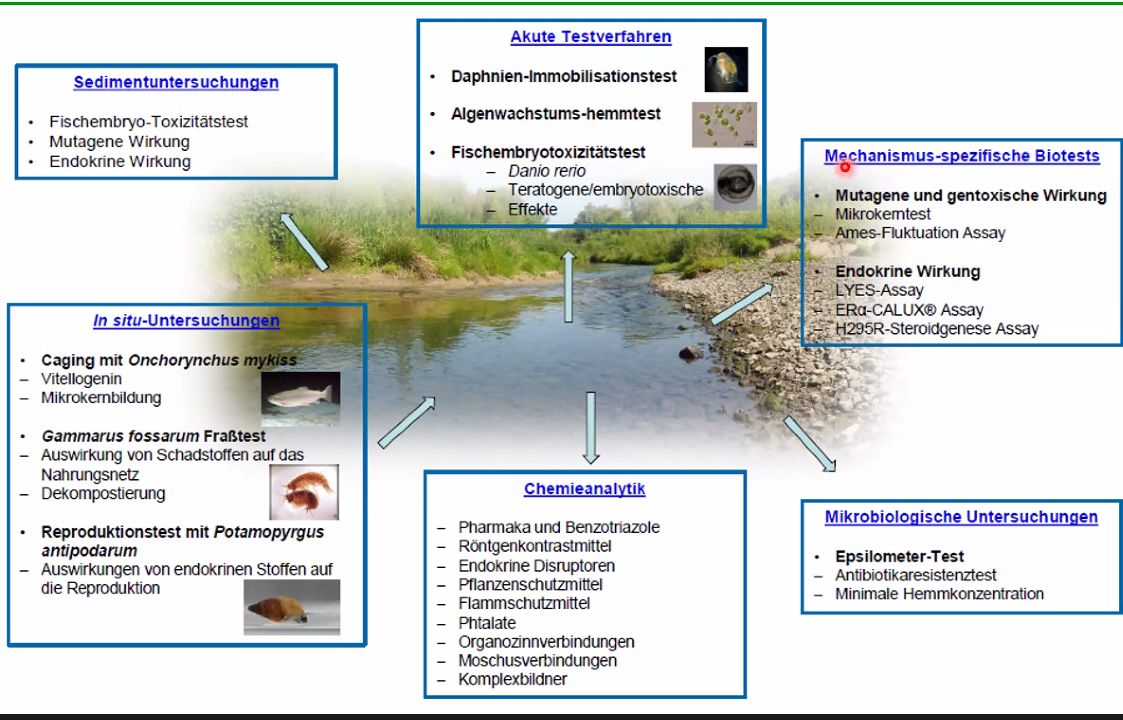 Sedimentuntersuchungen
• Fischembryo-Toxizitätstest
• Mutagene Wirkung
• Endokrine Wirkung
Akute Testverfahren
• Daphnien-Immobilisationstest
• Algenwachstums-hemmtest
• Fischembryotoxizitätstest
– Danio rerio
– Teratogene/embryotoxische
– Effekte
Mechanismus-spezifische Biotests
• Mutagene und gentoxische Wirkung
– Mikrokerntest
– Ames-Fluktuation Assay
• Endokrine Wirkung
– LYES-Assay
– ERα-CALUX® Assay
– H295R-Steroidgenese Assay
In situ-Untersuchungen
• Caging mit Onchorynchus mykiss
– Vitellogenin
– Mikrokernbildung
• Gammarus fossarum Fraßtest
– Auswirkung von Schadstoffen auf das
Nahrungsnetz
– Dekompostierung
• Reproduktionstest mit Potamopyrgus
antipodarum
– Auswirkungen von endokrinen Stoffen auf
die Reproduktion
Chemieanalytik
– Pharmaka und Benzotriazole
– Röntgenkontrastmittel
– Endokrine Disruptoren
– Pflanzenschutzmittel
– Flammschutzmittel
– Phtalate
– Organozinnverbindungen
– Moschusverbindungen
– Komplexbildner
Mikrobiologische Untersuchungen
• Epsilometer-Test
– Antibiotikaresistenztest
– Minimale Hemmkonzentration